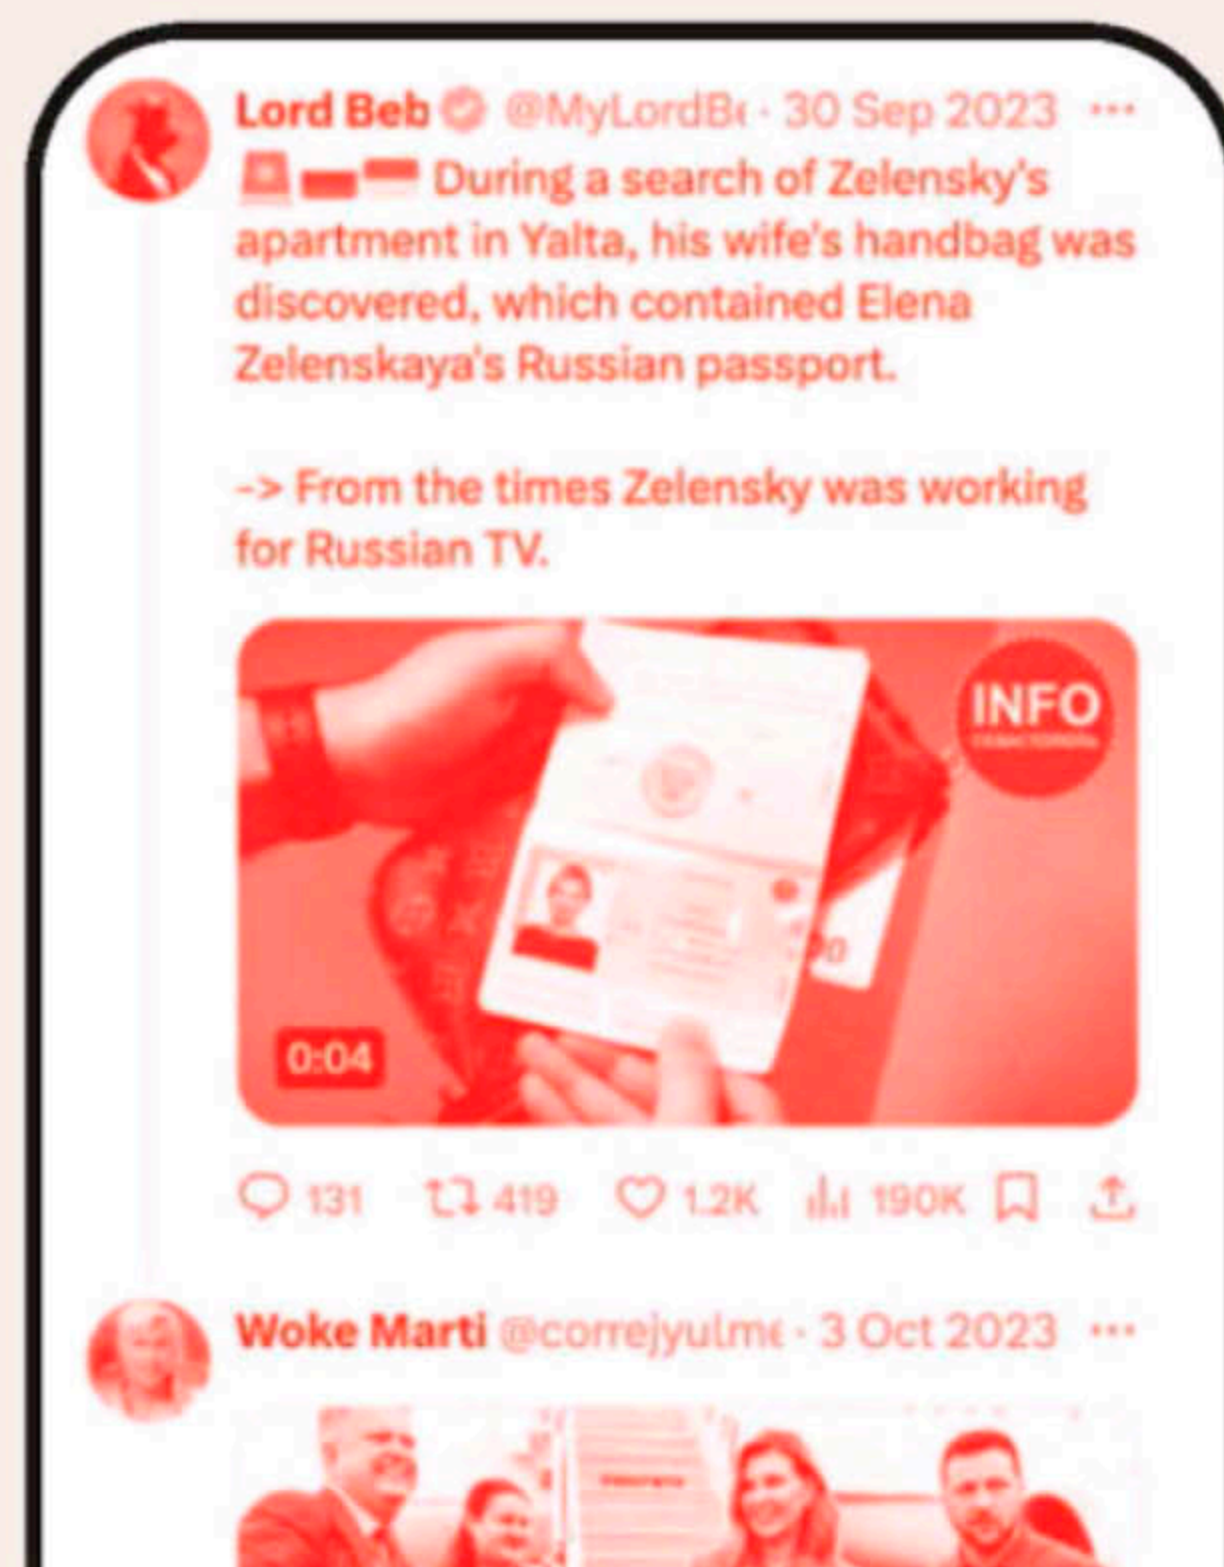 Lord Beb @MyLordBe · 30 Sep 2023
During a search of Zelensky's
apartment in Yalta, his wife's handbag was
discovered, which contained Elena
Zelenskaya's Russian passport.
-> From the times Zelensky was working
for Russian TV.
INFO
0:04
131 419 1.2K 190K
Woke Marti @correjyulme · 3 Oct 2023